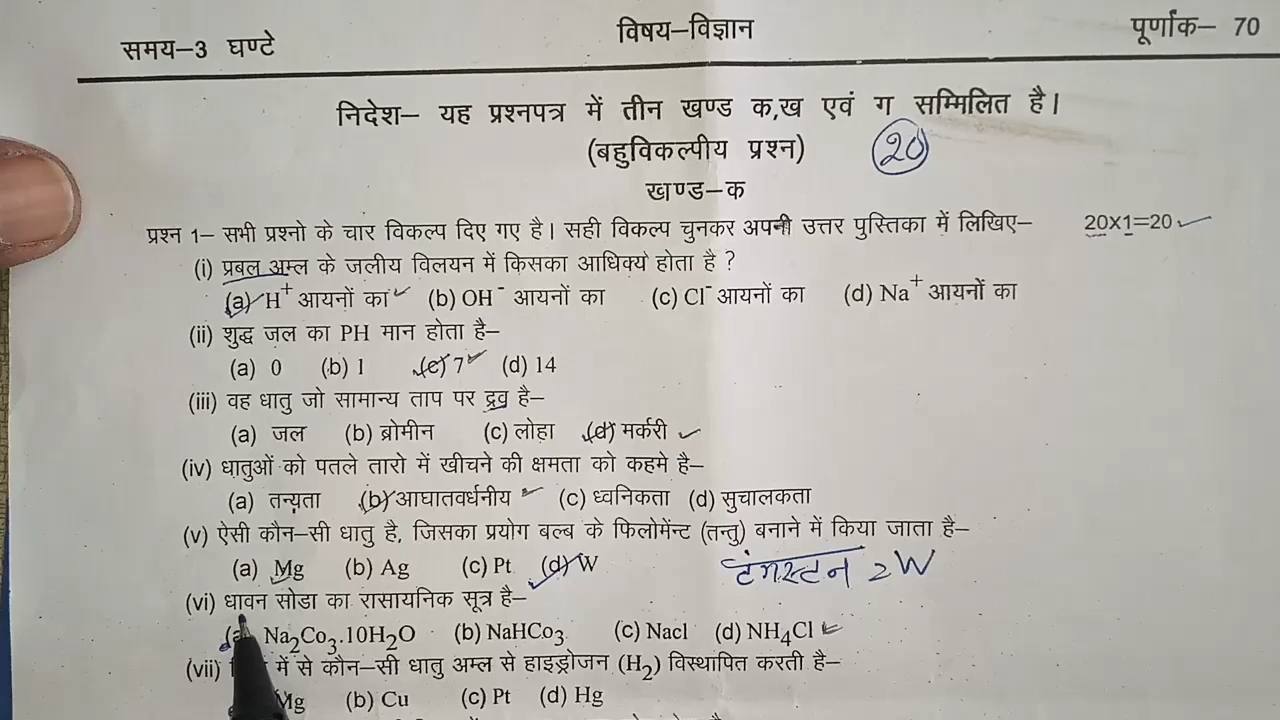 समय–3 घण्टे विषय–विज्ञान पूर्णांक– 70
निदेश– यह प्रश्नपत्र में तीन खण्ड क,ख एवं ग सम्मिलित है।
(बहुविकल्पीय प्रश्न) 20
खण्ड–क
प्रश्न 1– सभी प्रश्नो के चार विकल्प दिए गए है। सही विकल्प चुनकर अपनी उत्तर पुस्तिका में लिखिए– 20X1=20
(i) प्रबल अम्ल के जलीय विलयन में किसका आधिक्य होता है ?
(a) H⁺ आयनों का (b) OH⁻ आयनों का (c) Cl⁻ आयनों का (d) Na⁺ आयनों का
(ii) शुद्ध जल का PH मान होता है–
(a) 0 (b) 1 (c) 7 (d) 14
(iii) वह धातु जो सामान्य ताप पर द्रव है–
(a) जल (b) ब्रोमीन (c) लोहा (d) मर्करी
(iv) धातुओं को पतले तारो में खीचने की क्षमता को कहमे है–
(a) तन्यता (b) आघातवर्धनीय (c) ध्वनिकता (d) सुचालकता
(v) ऐसी कौन–सी धातु है, जिसका प्रयोग बल्ब के फिलोमेंन्ट (तन्तु) बनाने में किया जाता है–
(a) Mg (b) Ag (c) Pt (d) W टंगस्टन = W
(vi) धावन सोडा का रासायनिक सूत्र है–
(a) Na₂Co₃.10H₂O (b) NaHCo₃ (c) Nacl (d) NH₄Cl
(vii) में से कौन–सी धातु अम्ल से हाइड्रोजन (H₂) विस्थापित करती है–
Mg (b) Cu (c) Pt (d) Hg